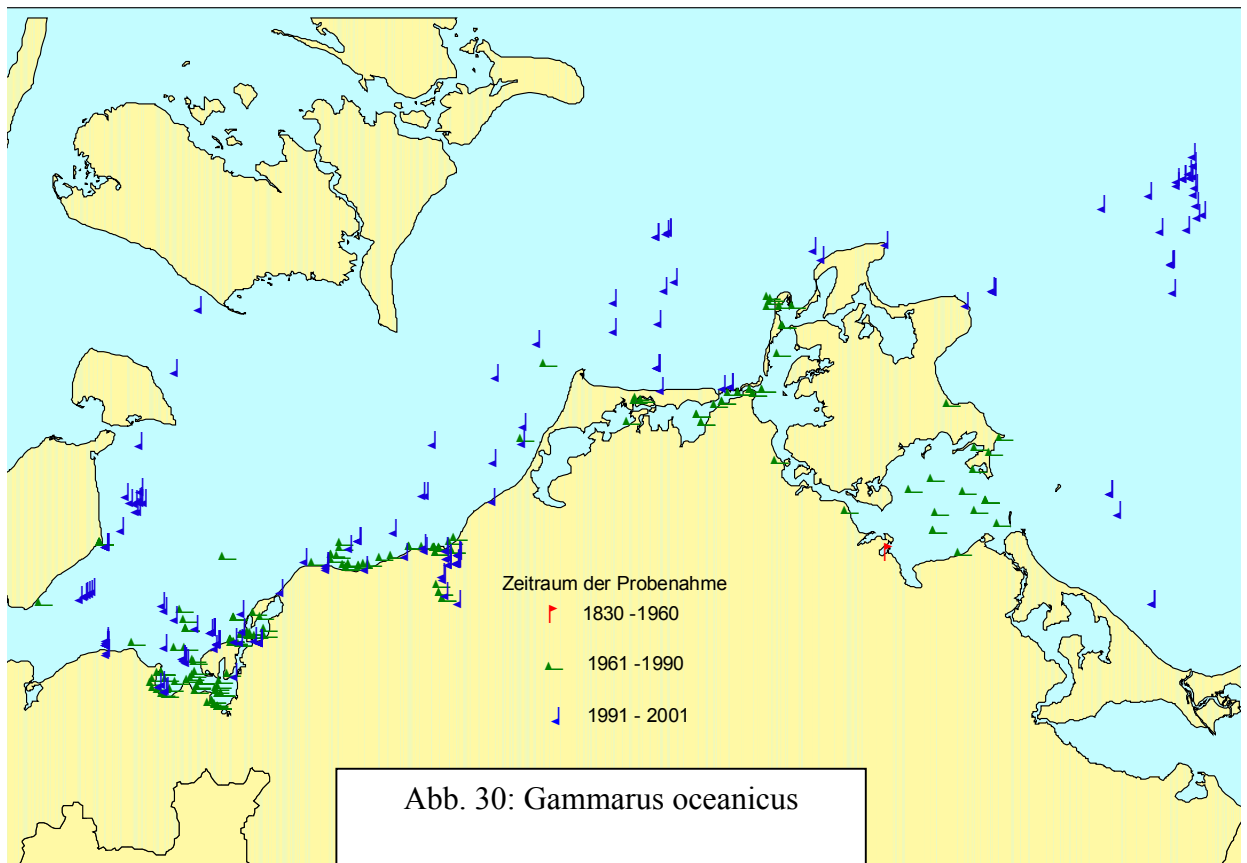 Zeitraum der Probenahme
1830 -1960
1961 -1990
1991 - 2001
Abb. 30: Gammarus oceanicus